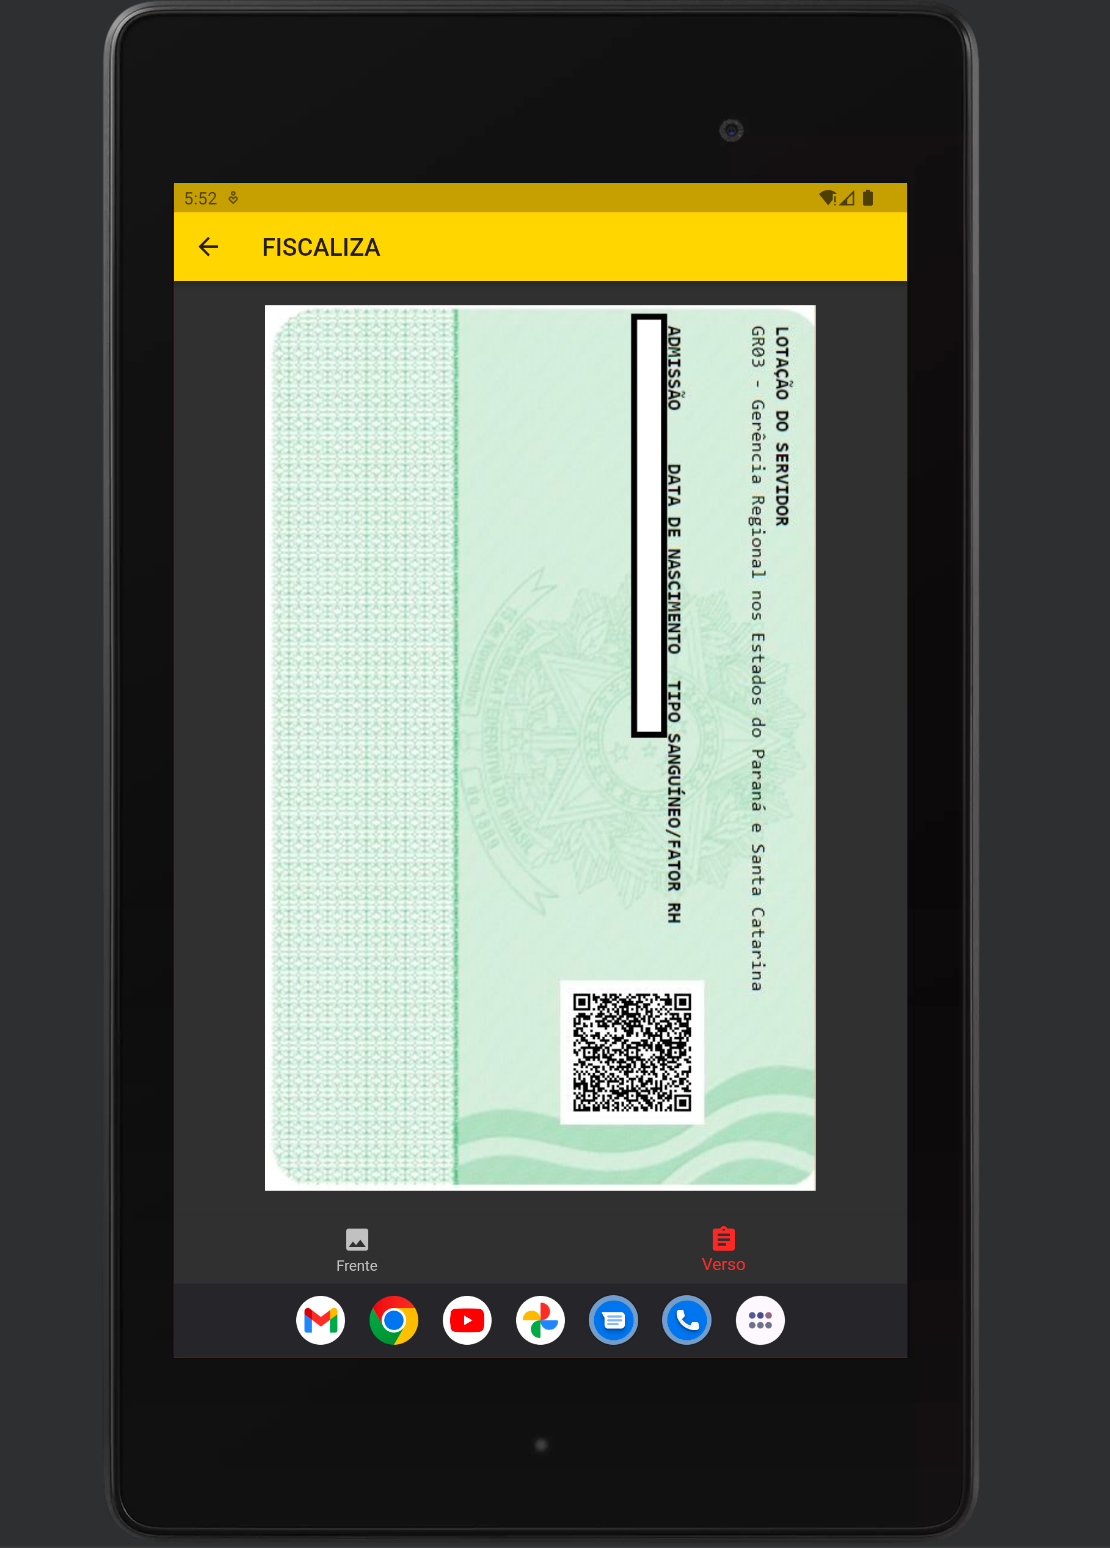 5:52
FISCALIZA
LOTAÇÃO DO SERVIDOR
GR03 - Gerência Regional nos Estados do Paraná e Santa Catarina
ADMISSÃO DATA DE NASCIMENTO TIPO SANGUÍNEO/FATOR RH
Frente
Verso